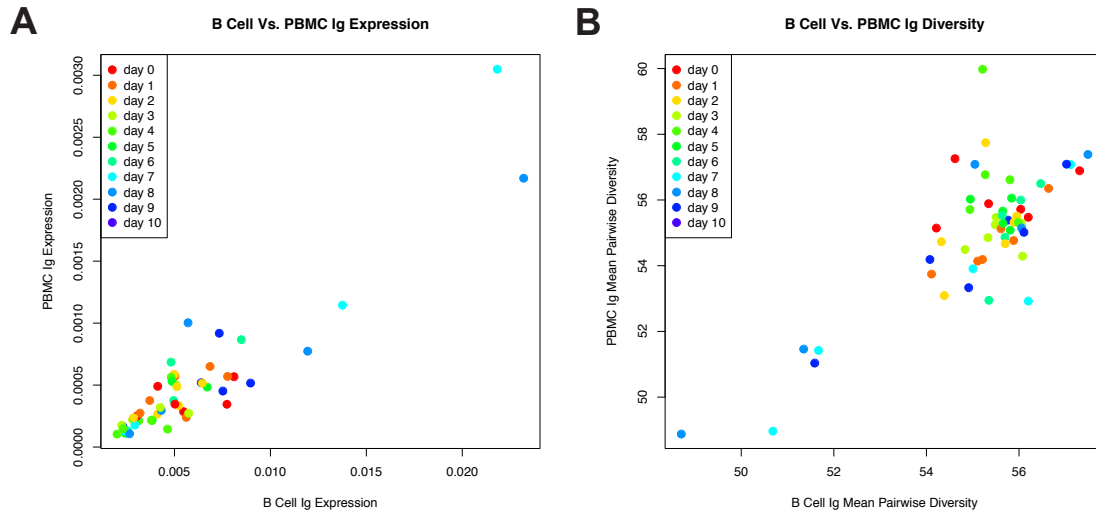 A
B Cell Vs. PBMC Ig Expression
PBMC Ig Expression
0.0030
0.0025
0.0020
0.0015
0.0010
0.0005
0.0000
day 0
day 1
day 2
day 3
day 4
day 5
day 6
day 7
day 8
day 9
day 10
0.005
0.010
0.015
0.020
B Cell Ig Expression
B
B Cell Vs. PBMC Ig Diversity
PBMC Ig Mean Pairwise Diversity
60
58
56
54
52
50
day 0
day 1
day 2
day 3
day 4
day 5
day 6
day 7
day 8
day 9
day 10
50
52
54
56
B Cell Ig Mean Pairwise Diversity